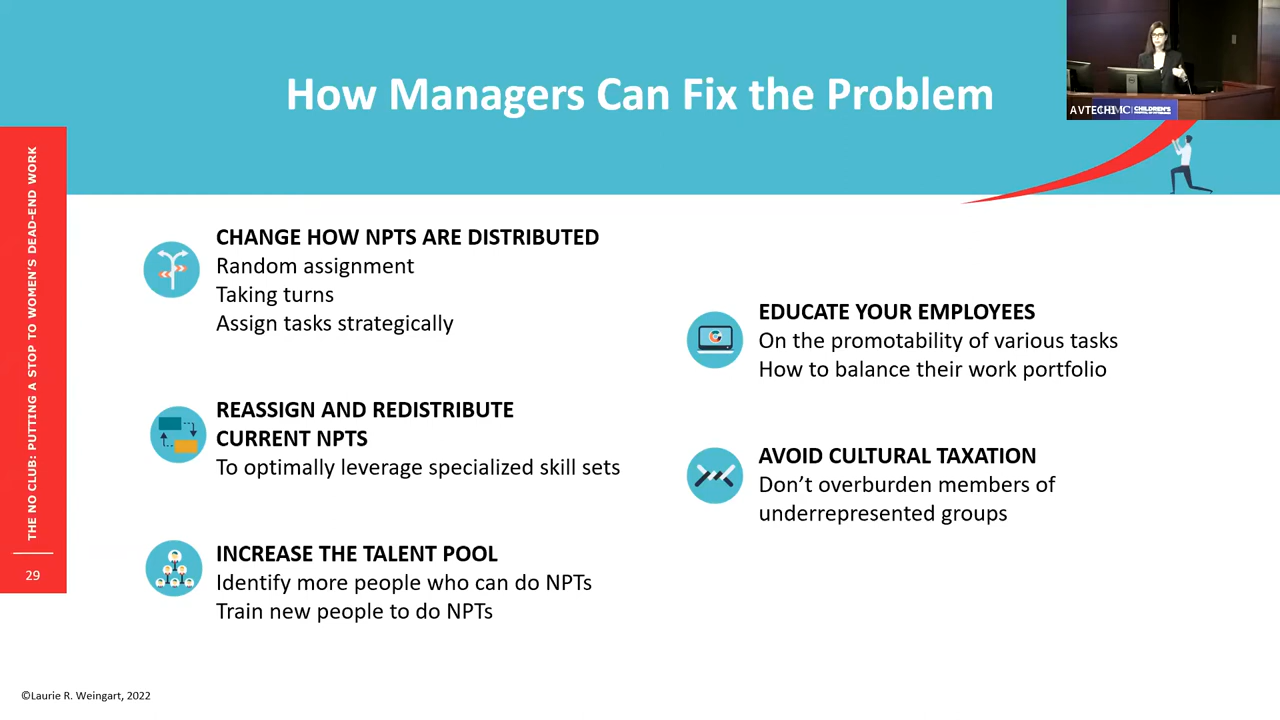 How Managers Can Fix the Problem
AVTECH
CHILDREN'S
THE NO CLUB: PUTTING A STOP TO WOMEN'S DEAD-END WORK
29
CHANGE HOW NPTS ARE DISTRIBUTED
Random assignment
Taking turns
Assign tasks strategically
REASSIGN AND REDISTRIBUTE
CURRENT NPTS
To optimally leverage specialized skill sets
INCREASE THE TALENT POOL
Identify more people who can do NPTs
Train new people to do NPTs
EDUCATE YOUR EMPLOYEES
On the promotability of various tasks
How to balance their work portfolio
AVOID CULTURAL TAXATION
Don’t overburden members of
underrepresented groups
©Laurie R. Weingart, 2022